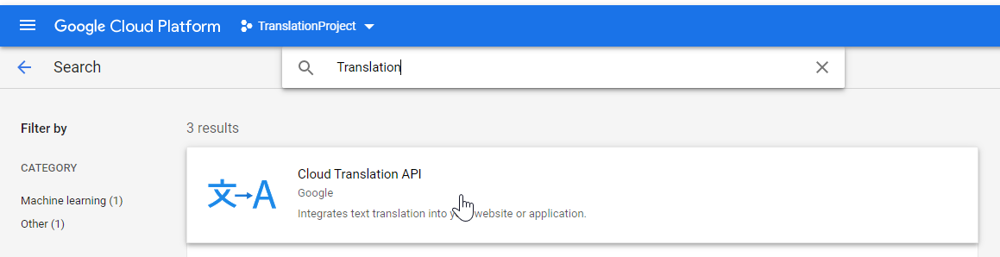 Google Cloud Platform TranslationProject
Search Translation
Filter by
3 results
CATEGORY
Machine learning (1)
Other (1)
文→A
Cloud Translation API
Google
Integrates text translation into website or application.